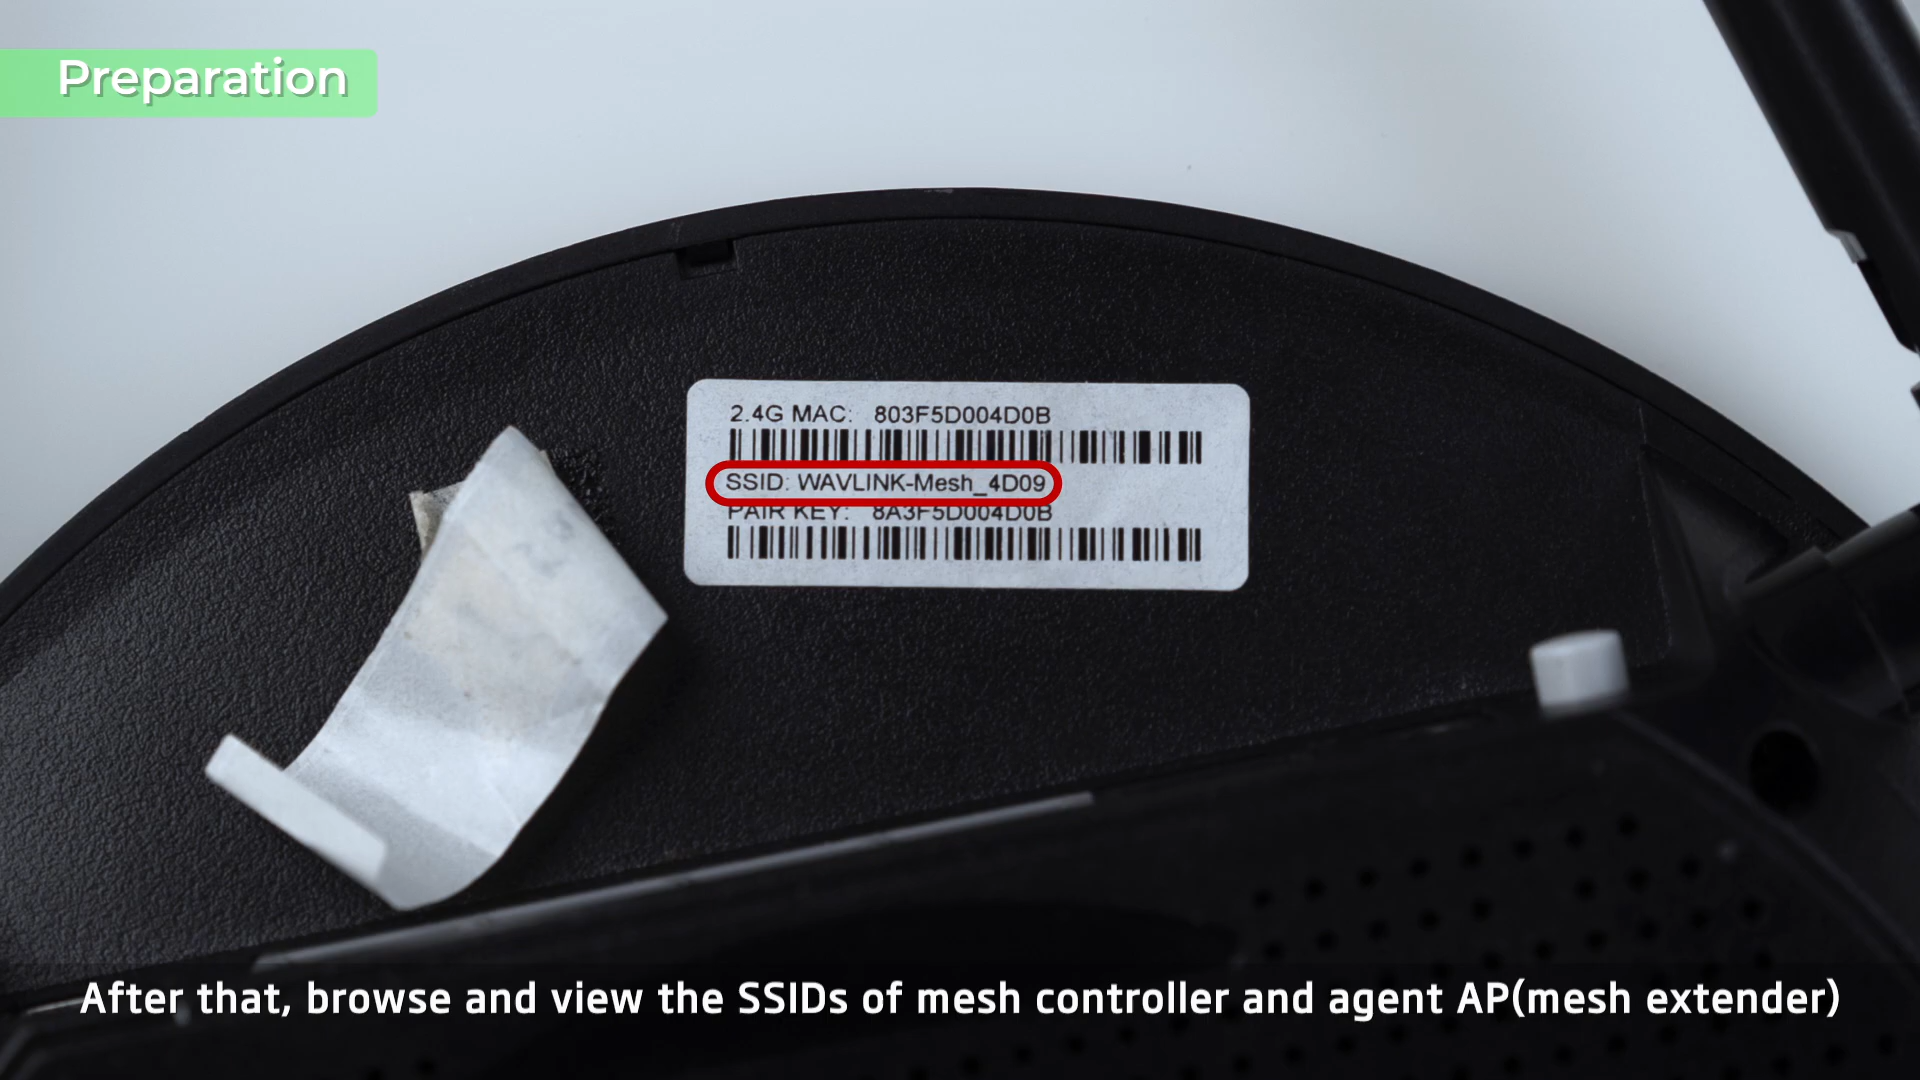 Preparation
2.4G MAC: 803F5D004D0B
SSID: WAVLINK-Mesh_4D09
PAIR KEY: 8A3F5D004D0B
After that, browse and view the SSIDs of mesh controller and agent AP(mesh extender)